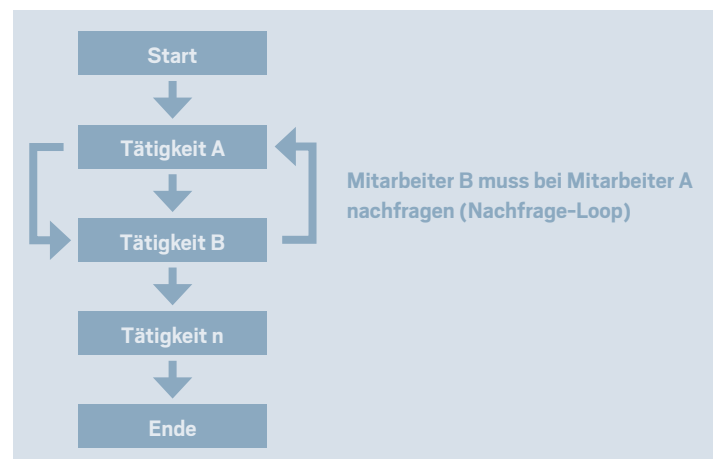 Start
Tätigkeit A
Mitarbeiter B muss bei Mitarbeiter A
nachfragen (Nachfrage-Loop)
Tätigkeit B
Tätigkeit n
Ende